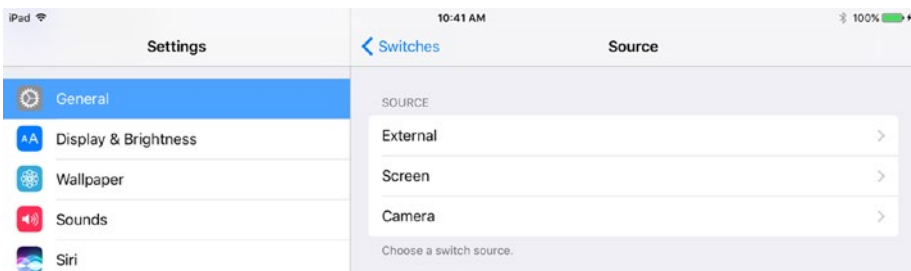 iPad 10:41 AM 100%
Settings
Switches Source
General
Display & Brightness
Wallpaper
Sounds
Siri
SOURCE
External
Screen
Camera
Choose a switch source.